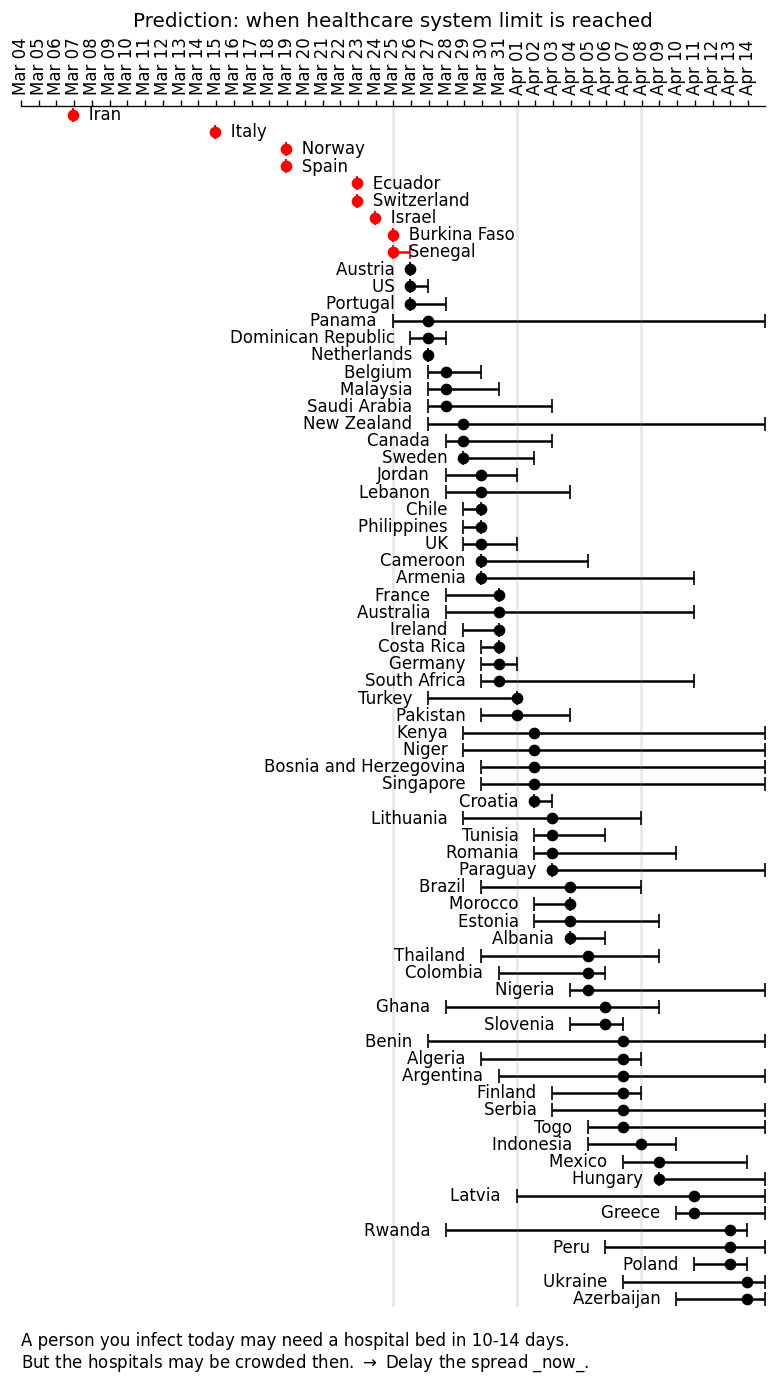 Prediction: when healthcare system limit is reached
Mar 04 Mar 05 Mar 06 Mar 07 Mar 08 Mar 09 Mar 10 Mar 11 Mar 12 Mar 13 Mar 14 Mar 15 Mar 16 Mar 17 Mar 18 Mar 19 Mar 20 Mar 21 Mar 22 Mar 23 Mar 24 Mar 25 Mar 26 Mar 27 Mar 28 Mar 29 Mar 30 Mar 31 Apr 01 Apr 02 Apr 03 Apr 04 Apr 05 Apr 06 Apr 07 Apr 08 Apr 09 Apr 10 Apr 11 Apr 12 Apr 13 Apr 14
Iran
Italy
Norway
Spain
Ecuador
Switzerland
Israel
Burkina Faso
Senegal
Austria
US
Portugal
Panama
Dominican Republic
Netherlands
Belgium
Malaysia
Saudi Arabia
New Zealand
Canada
Sweden
Jordan
Lebanon
Chile
Philippines
UK
Cameroon
Armenia
France
Australia
Ireland
Costa Rica
Germany
South Africa
Turkey
Pakistan
Kenya
Niger
Bosnia and Herzegovina
Singapore
Croatia
Lithuania
Tunisia
Romania
Paraguay
Brazil
Morocco
Estonia
Albania
Thailand
Colombia
Nigeria
Ghana
Slovenia
Benin
Algeria
Argentina
Finland
Serbia
Togo
Indonesia
Mexico
Hungary
Latvia
Greece
Rwanda
Peru
Poland
Ukraine
Azerbaijan
A person you infect today may need a hospital bed in 10-14 days.
But the hospitals may be crowded then. → Delay the spread _now_.